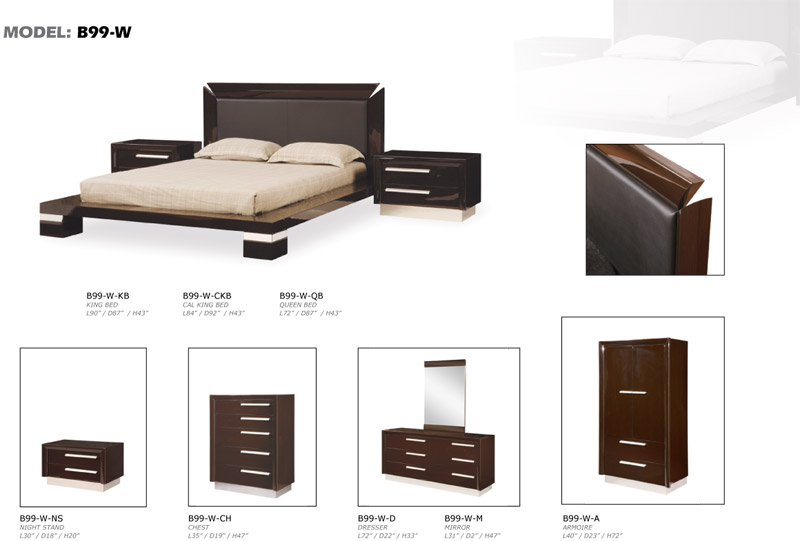 MODEL: B99-W
B99-W-KB
KING BED
L90" / D87" / H43"
B99-W-CKB
CAL KING BED
L84" / D92" / H43"
B99-W-QB
QUEEN BED
L72" / D87" / H43"
B99-W-NS
NIGHT STAND
L30" / D18" / H20"
B99-W-CH
CHEST
L35" / D19" / H47"
B99-W-D
DRESSER
L72" / D22" / H33"
B99-W-M
MIRROR
L31" / D2" / H47"
B99-W-A
ARMOIRE
L40" / D23" / H72"